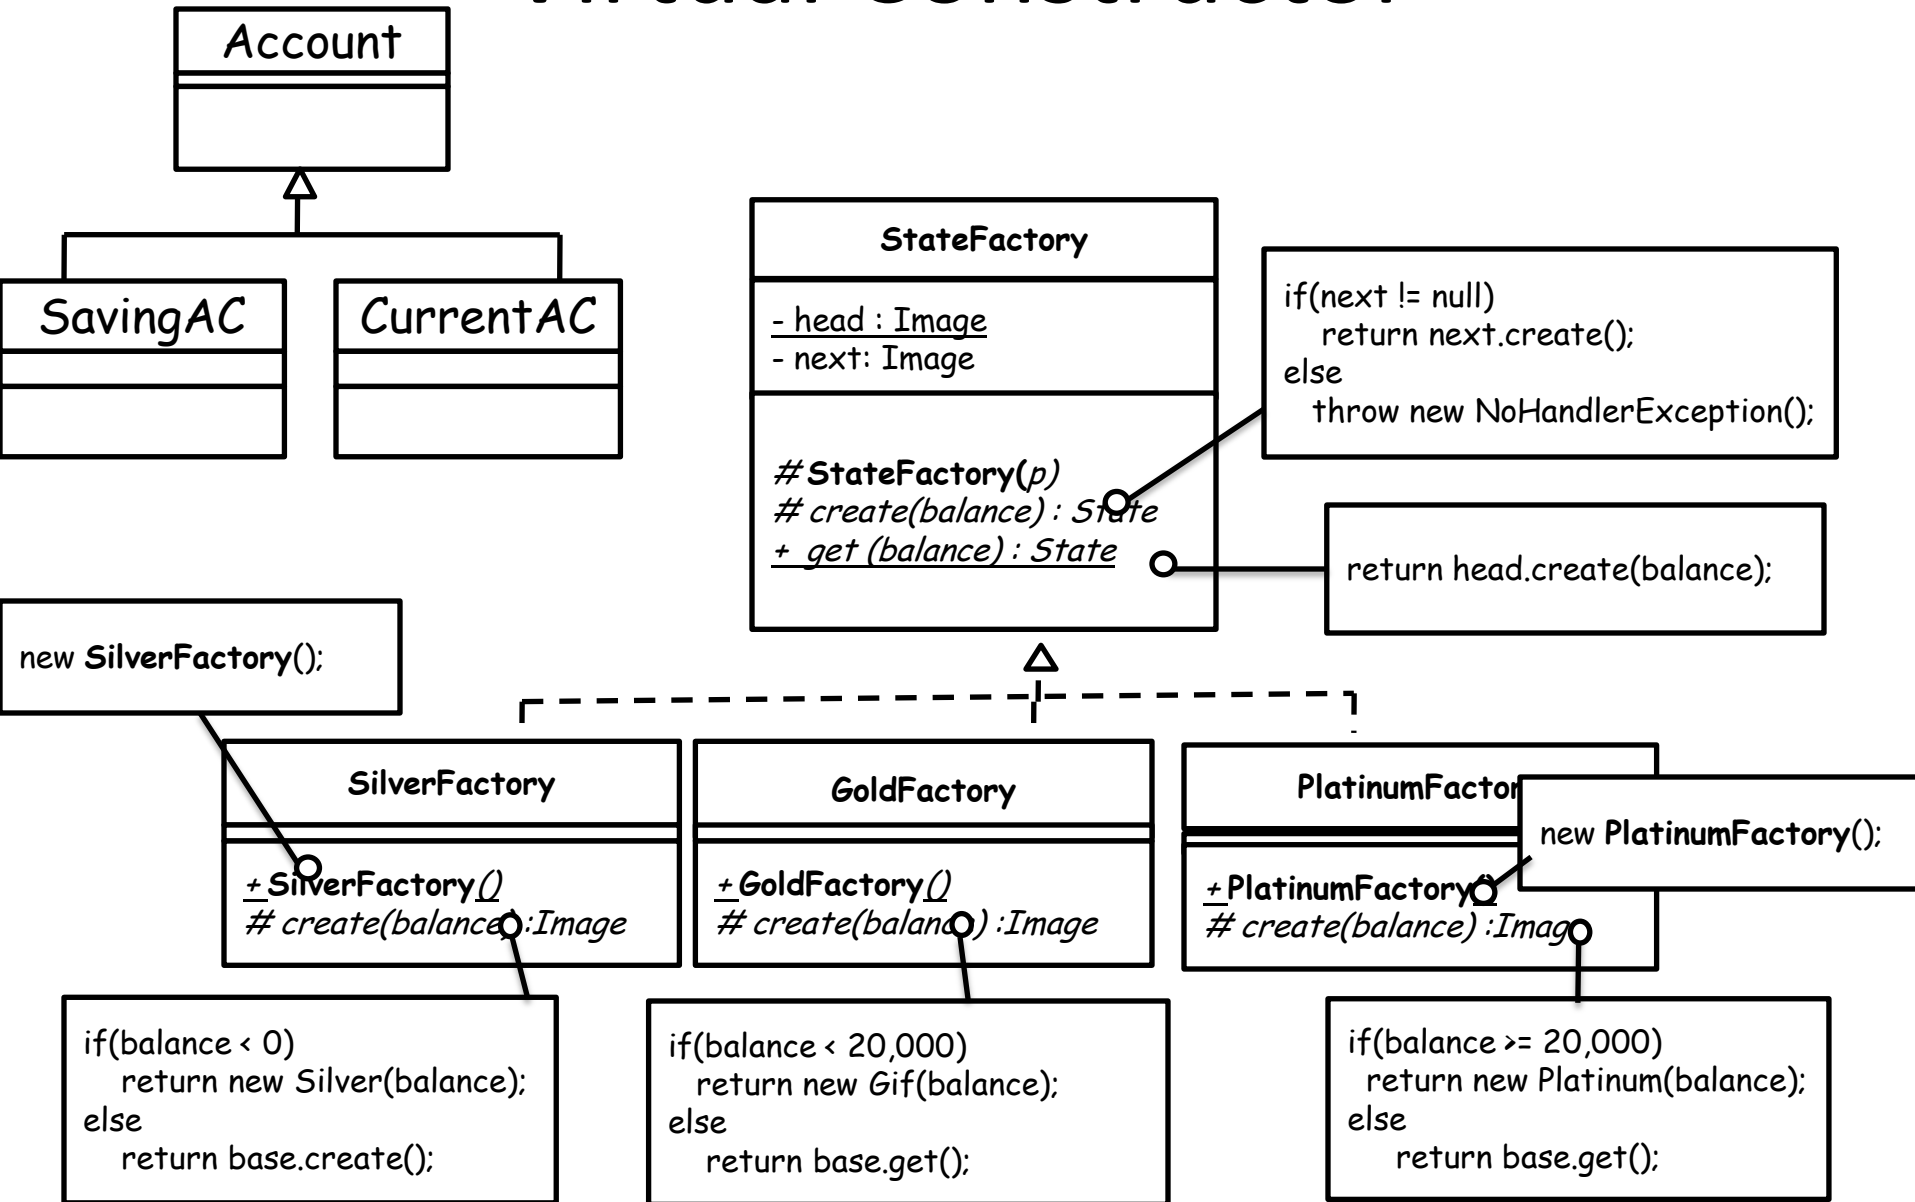 Virtual Constructor
Account
SavingAC
CurrentAC
StateFactory
- head : Image
- next: Image
# StateFactory(p)
# create(balance) : State
+ get (balance) : State
if(next != null)
return next.create();
else
throw new NoHandlerException();
return head.create(balance);
new SilverFactory();
SilverFactory
+ SilverFactory()
# create(balance) :Image
GoldFactory
+ GoldFactory()
# create(balance) :Image
PlatinumFactor
+ PlatinumFactory()
# create(balance) :Imag
new PlatinumFactory();
if(balance < 0)
return new Silver(balance);
else
return base.create();
if(balance < 20,000)
return new Gif(balance);
else
return base.get();
if(balance >= 20,000)
return new Platinum(balance);
else
return base.get();